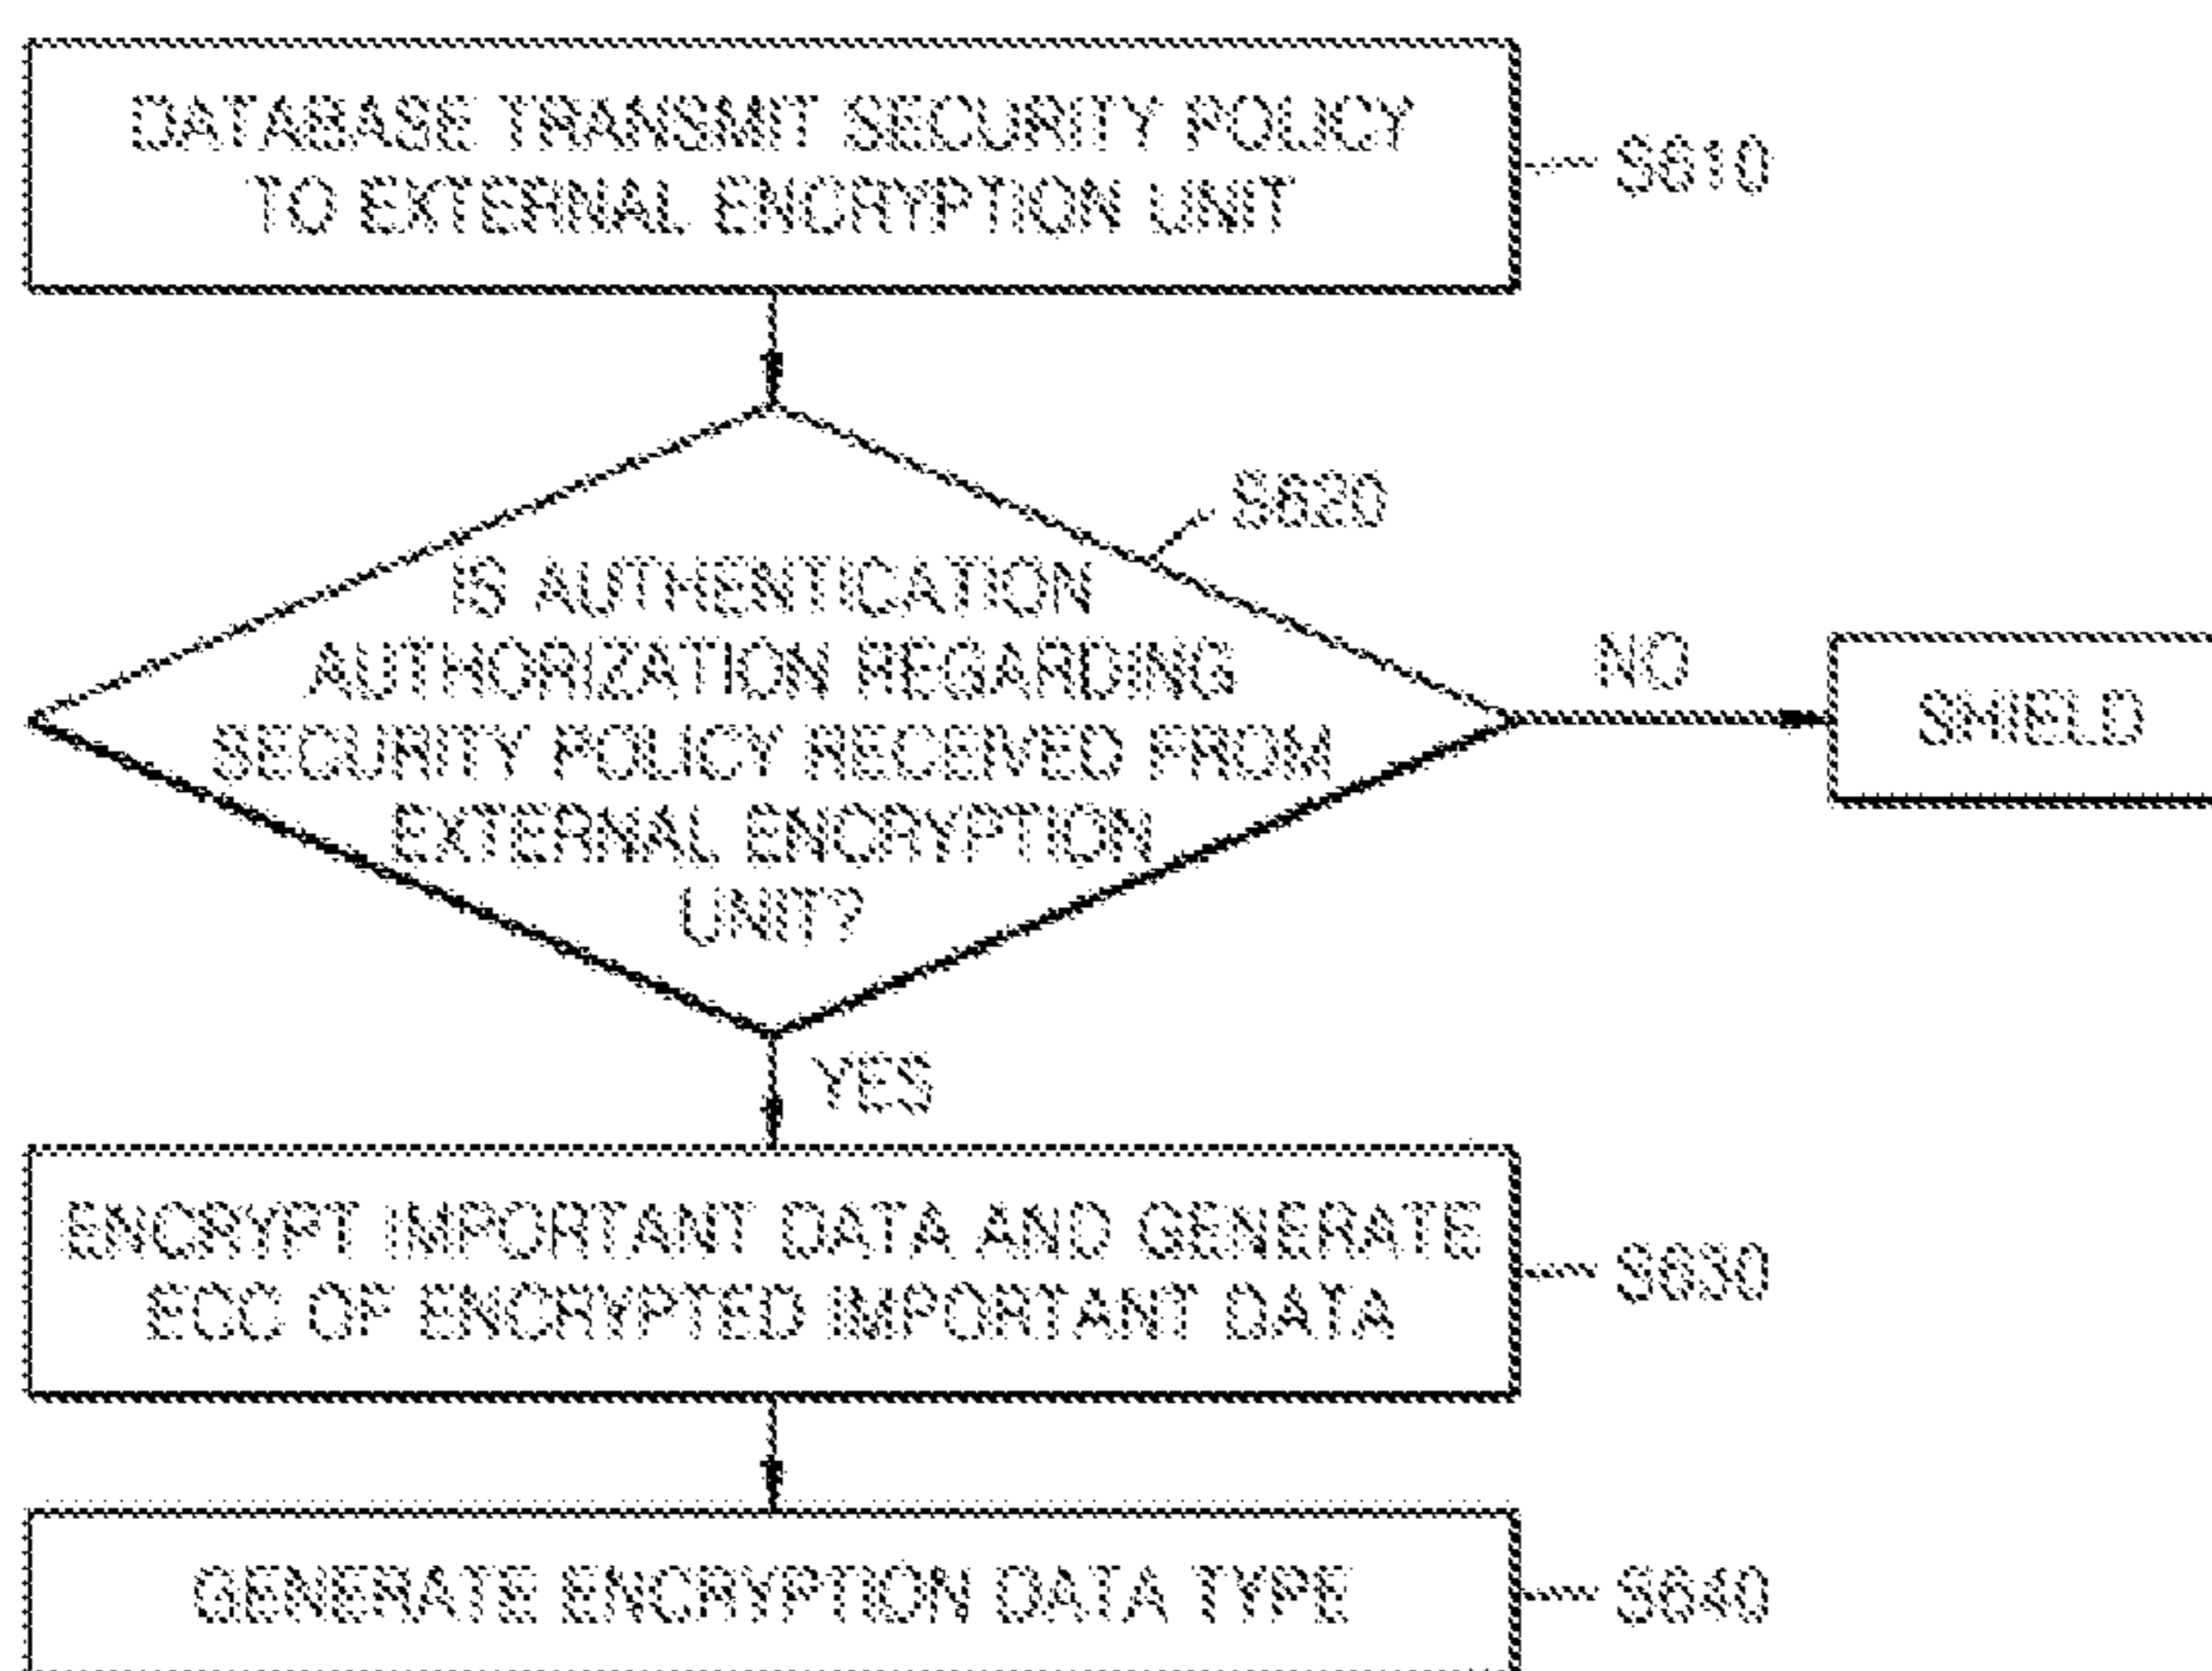 DATABASE TRANSMIT SECURITY POLICY
TO EXTERNAL ENCRYPTION UNIT
S610
S620
IS AUTHENTICATION
AUTHORIZATION REGARDING
SECURITY POLICY RECEIVED FROM
EXTERNAL ENCRYPTION
UNIT?
NO
SHIELD
YES
ENCRYPT IMPORTANT DATA AND GENERATE
ECC OF ENCRYPTED IMPORTANT DATA
S630
GENERATE ENCRYPTION DATA TYPE
S640